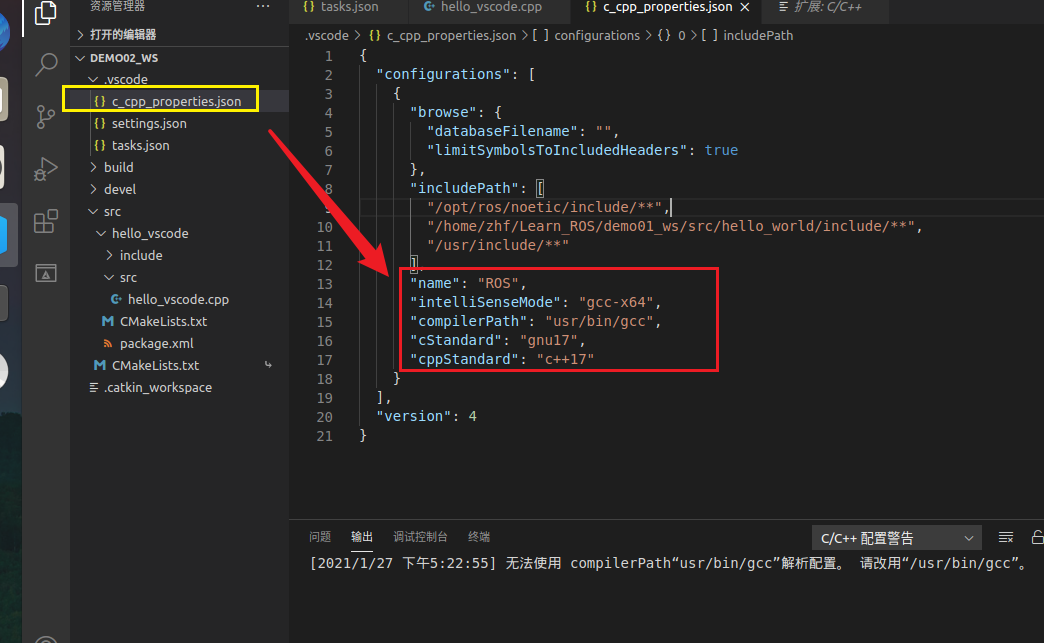 资源管理器
打开的编辑器
DEMO02_WS
.vscode
{} c_cpp_properties.json
{} settings.json
{} tasks.json
build
devel
src
hello_vscode
include
src
hello_vscode.cpp
CMakeLists.txt
package.xml
CMakeLists.txt
.catkin_workspace
{} tasks.json
hello_vscode.cpp
{} c_cpp_properties.json
扩展: C/C++
.vscode > {} c_cpp_properties.json > [ ] configurations > {} 0 > [ ] includePath
1 {
2 "configurations": [
3 {
4 "browse": {
5 "databaseFilename": "",
6 "limitSymbolsToIncludedHeaders": true
7 },
8 "includePath": [
9 "/opt/ros/noetic/include/**",
10 "/home/zhf/Learn_ROS/demo01_ws/src/hello_world/include/**",
11 "/usr/include/**"
12 ],
13 "name": "ROS",
14 "intelliSenseMode": "gcc-x64",
15 "compilerPath": "usr/bin/gcc",
16 "cStandard": "gnu17",
17 "cppStandard": "c++17"
18 }
19 ],
20 "version": 4
21 }
问题 输出 调试控制台 终端
C/C++ 配置警告
[2021/1/27 下午5:22:55] 无法使用 compilerPath“usr/bin/gcc”解析配置。 请改用“/usr/bin/gcc”。